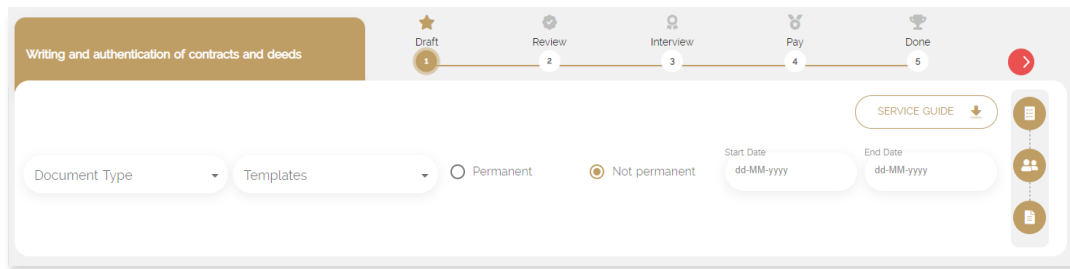 Writing and authentication of contracts and deeds
Draft
Review
Interview
Pay
Done
1
2
3
4
5
SERVICE GUIDE
Document Type
Templates
Permanent
Not permanent
Start Date
dd-MM-yyyy
End Date
dd-MM-yyyy